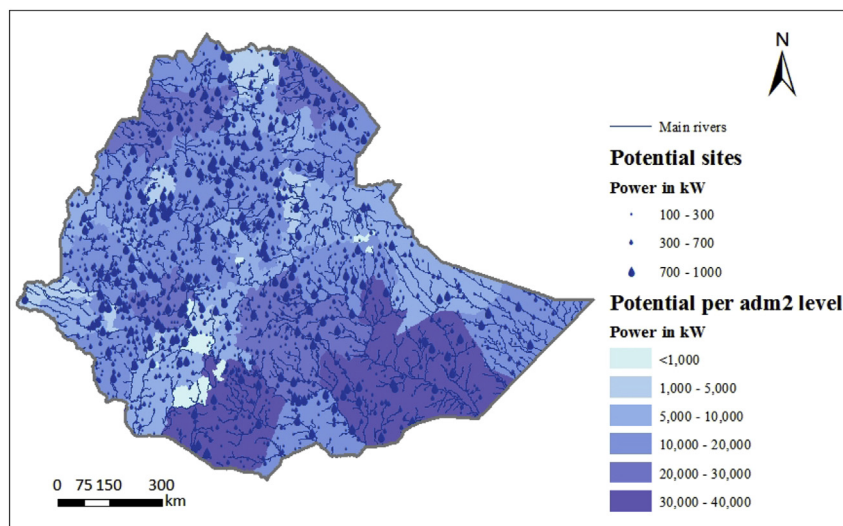 N
Main rivers
Potential sites
Power in kW
100 - 300
300 - 700
700 - 1000
Potential per adm2 level
Power in kW
<1,000
1,000 - 5,000
5,000 - 10,000
10,000 - 20,000
20,000 - 30,000
30,000 - 40,000
0 75 150 300
km